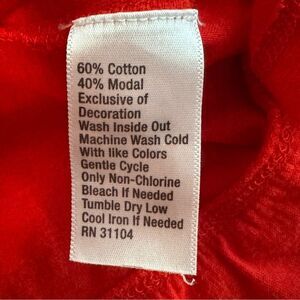 60% Cotton
40% Modal
Exclusive of
Decoration
Wash Inside Out
Machine Wash Cold
With like Colors
Gentle Cycle
Only Non-Chlorine
Bleach If Needed
Tumble Dry Low
Cool Iron If Needed
RN 31104